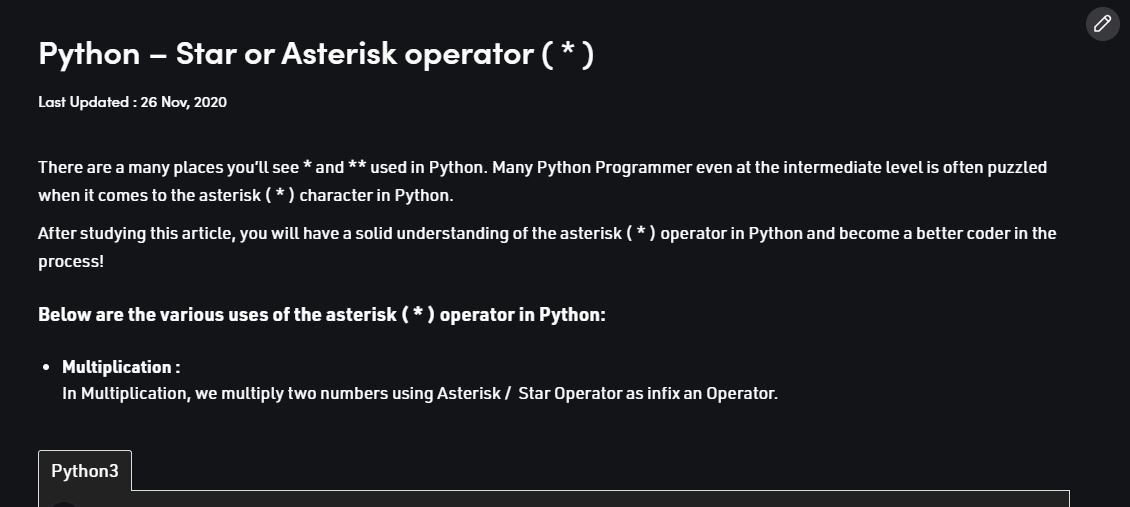 Python – Star or Asterisk operator ( * )
Last Updated : 26 Nov, 2020
There are a many places you'll see * and ** used in Python. Many Python Programmer even at the intermediate level is often puzzled
when it comes to the asterisk ( * ) character in Python.
After studying this article, you will have a solid understanding of the asterisk ( * ) operator in Python and become a better coder in the
process!
Below are the various uses of the asterisk ( * ) operator in Python:
• Multiplication :
In Multiplication, we multiply two numbers using Asterisk / Star Operator as infix an Operator.
Python3